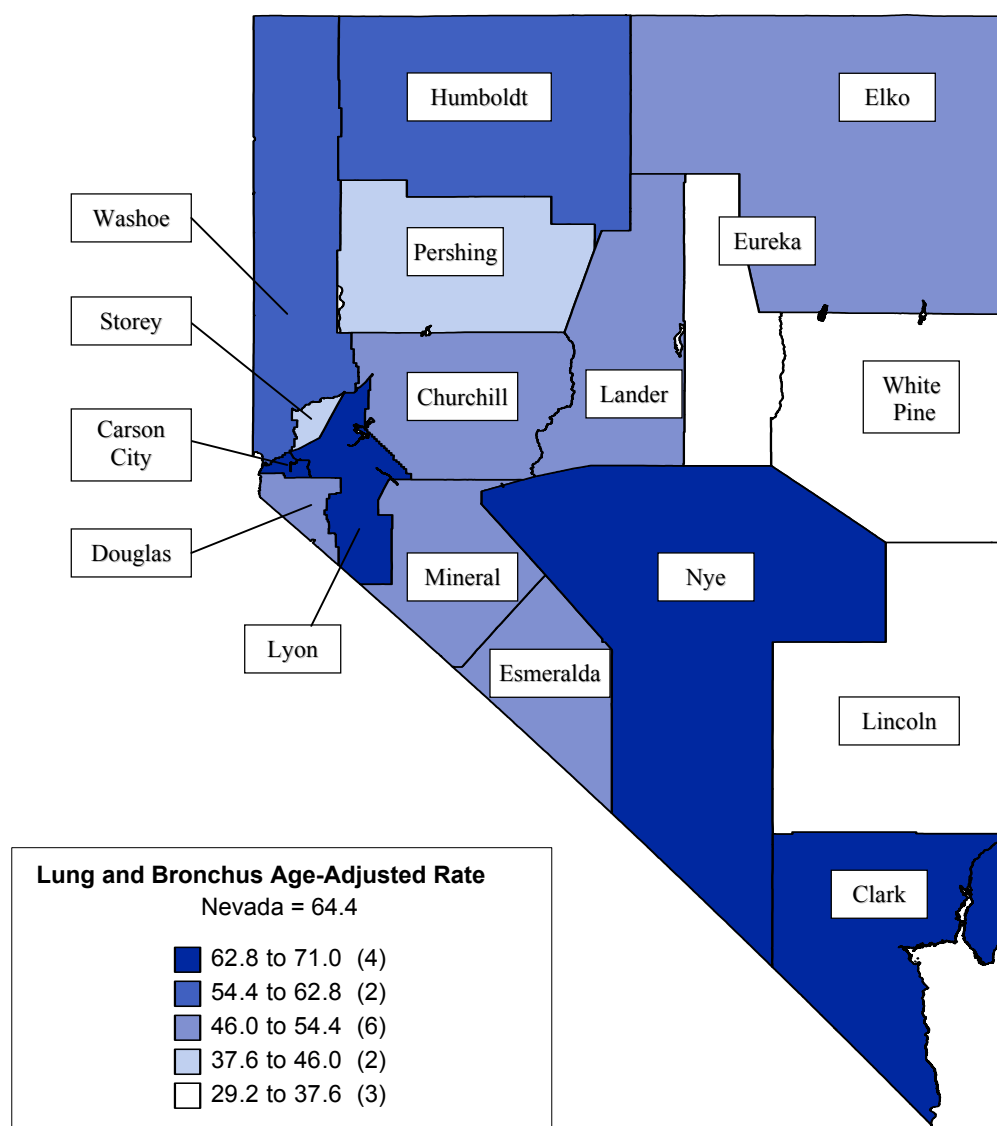 Humboldt
Elko
Washoe
Pershing
Eureka
Storey
Churchill
Lander
White
Pine
Carson
City
Douglas
Mineral
Nye
Lyon
Esmeralda
Lincoln
Clark
Lung and Bronchus Age-Adjusted Rate
Nevada = 64.4
62.8 to 71.0 (4)
54.4 to 62.8 (2)
46.0 to 54.4 (6)
37.6 to 46.0 (2)
29.2 to 37.6 (3)